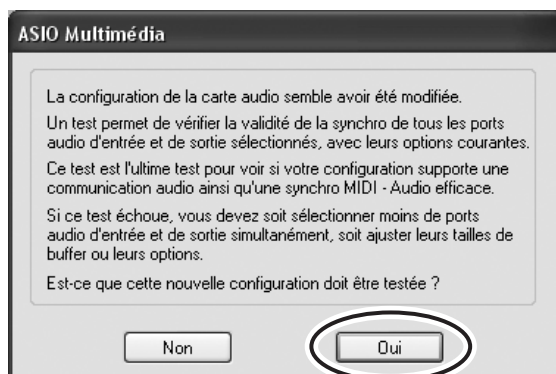 ASIO Multimédia
La configuration de la carte audio semble avoir été modifiée.
Un test permet de vérifier la validité de la synchro de tous les ports
audio d'entrée et de sortie sélectionnés, avec leurs options courantes.
Ce test est l'ultime test pour voir si votre configuration supporte une
communication audio ainsi qu'une synchro MIDI - Audio efficace.
Si ce test échoue, vous devez soit sélectionner moins de ports
audio d'entrée et de sortie simultanément, soit ajuster leurs tailles de
buffer ou leurs options.
Est-ce que cette nouvelle configuration doit être testée ?
Non
Oui